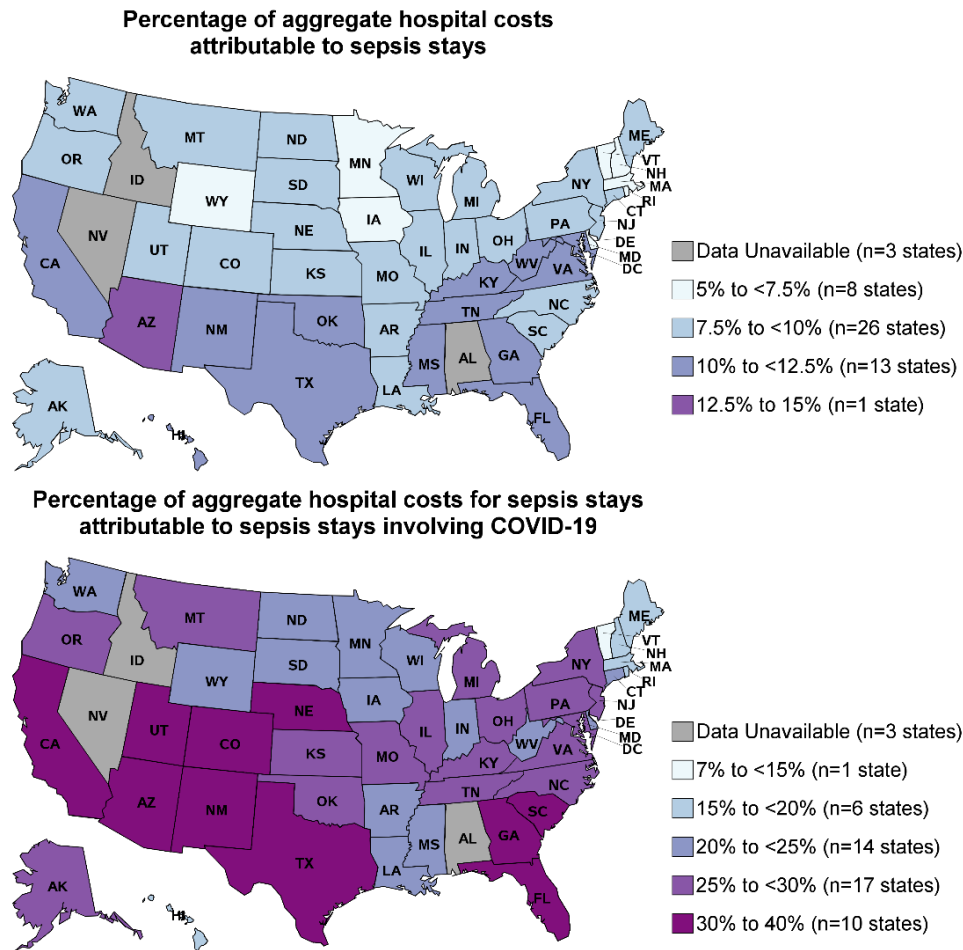 Percentage of aggregate hospital costs
attributable to sepsis stays
WA
MT
ND
MN
ME
OR
ID
SD
WI
MI
NY
VT
NH
MA
RI
CT
NJ
WY
IA
NE
PA
DE
MD
DC
NV
UT
CO
IL
IN
OH
WV
VA
CA
KS
MO
KY
NC
AZ
NM
OK
AR
TN
SC
TX
LA
MS
AL
GA
FL
AK
HI
Data Unavailable (n=3 states)
5% to <7.5% (n=8 states)
7.5% to <10% (n=26 states)
10% to <12.5% (n=13 states)
12.5% to 15% (n=1 state)
Percentage of aggregate hospital costs for sepsis stays
attributable to sepsis stays involving COVID-19
WA
MT
ND
MN
ME
OR
ID
SD
WI
MI
NY
VT
NH
MA
RI
CT
NJ
WY
IA
NE
PA
DE
MD
DC
NV
UT
CO
IL
IN
OH
WV
VA
CA
KS
MO
KY
NC
AZ
NM
OK
AR
TN
SC
TX
LA
MS
AL
GA
FL
AK
HI
Data Unavailable (n=3 states)
7% to <15% (n=1 state)
15% to <20% (n=6 states)
20% to <25% (n=14 states)
25% to <30% (n=17 states)
30% to 40% (n=10 states)